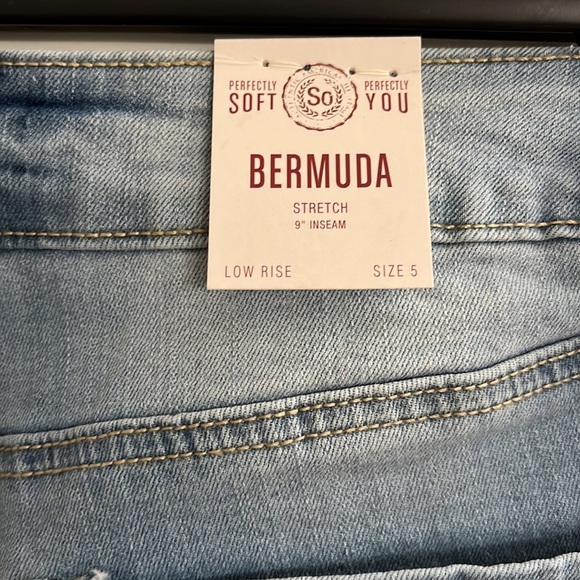 PERFECTLY SOFT
So
PERFECTLY YOU
BERMUDA
STRETCH
9" INSEAM
LOW RISE SIZE 5